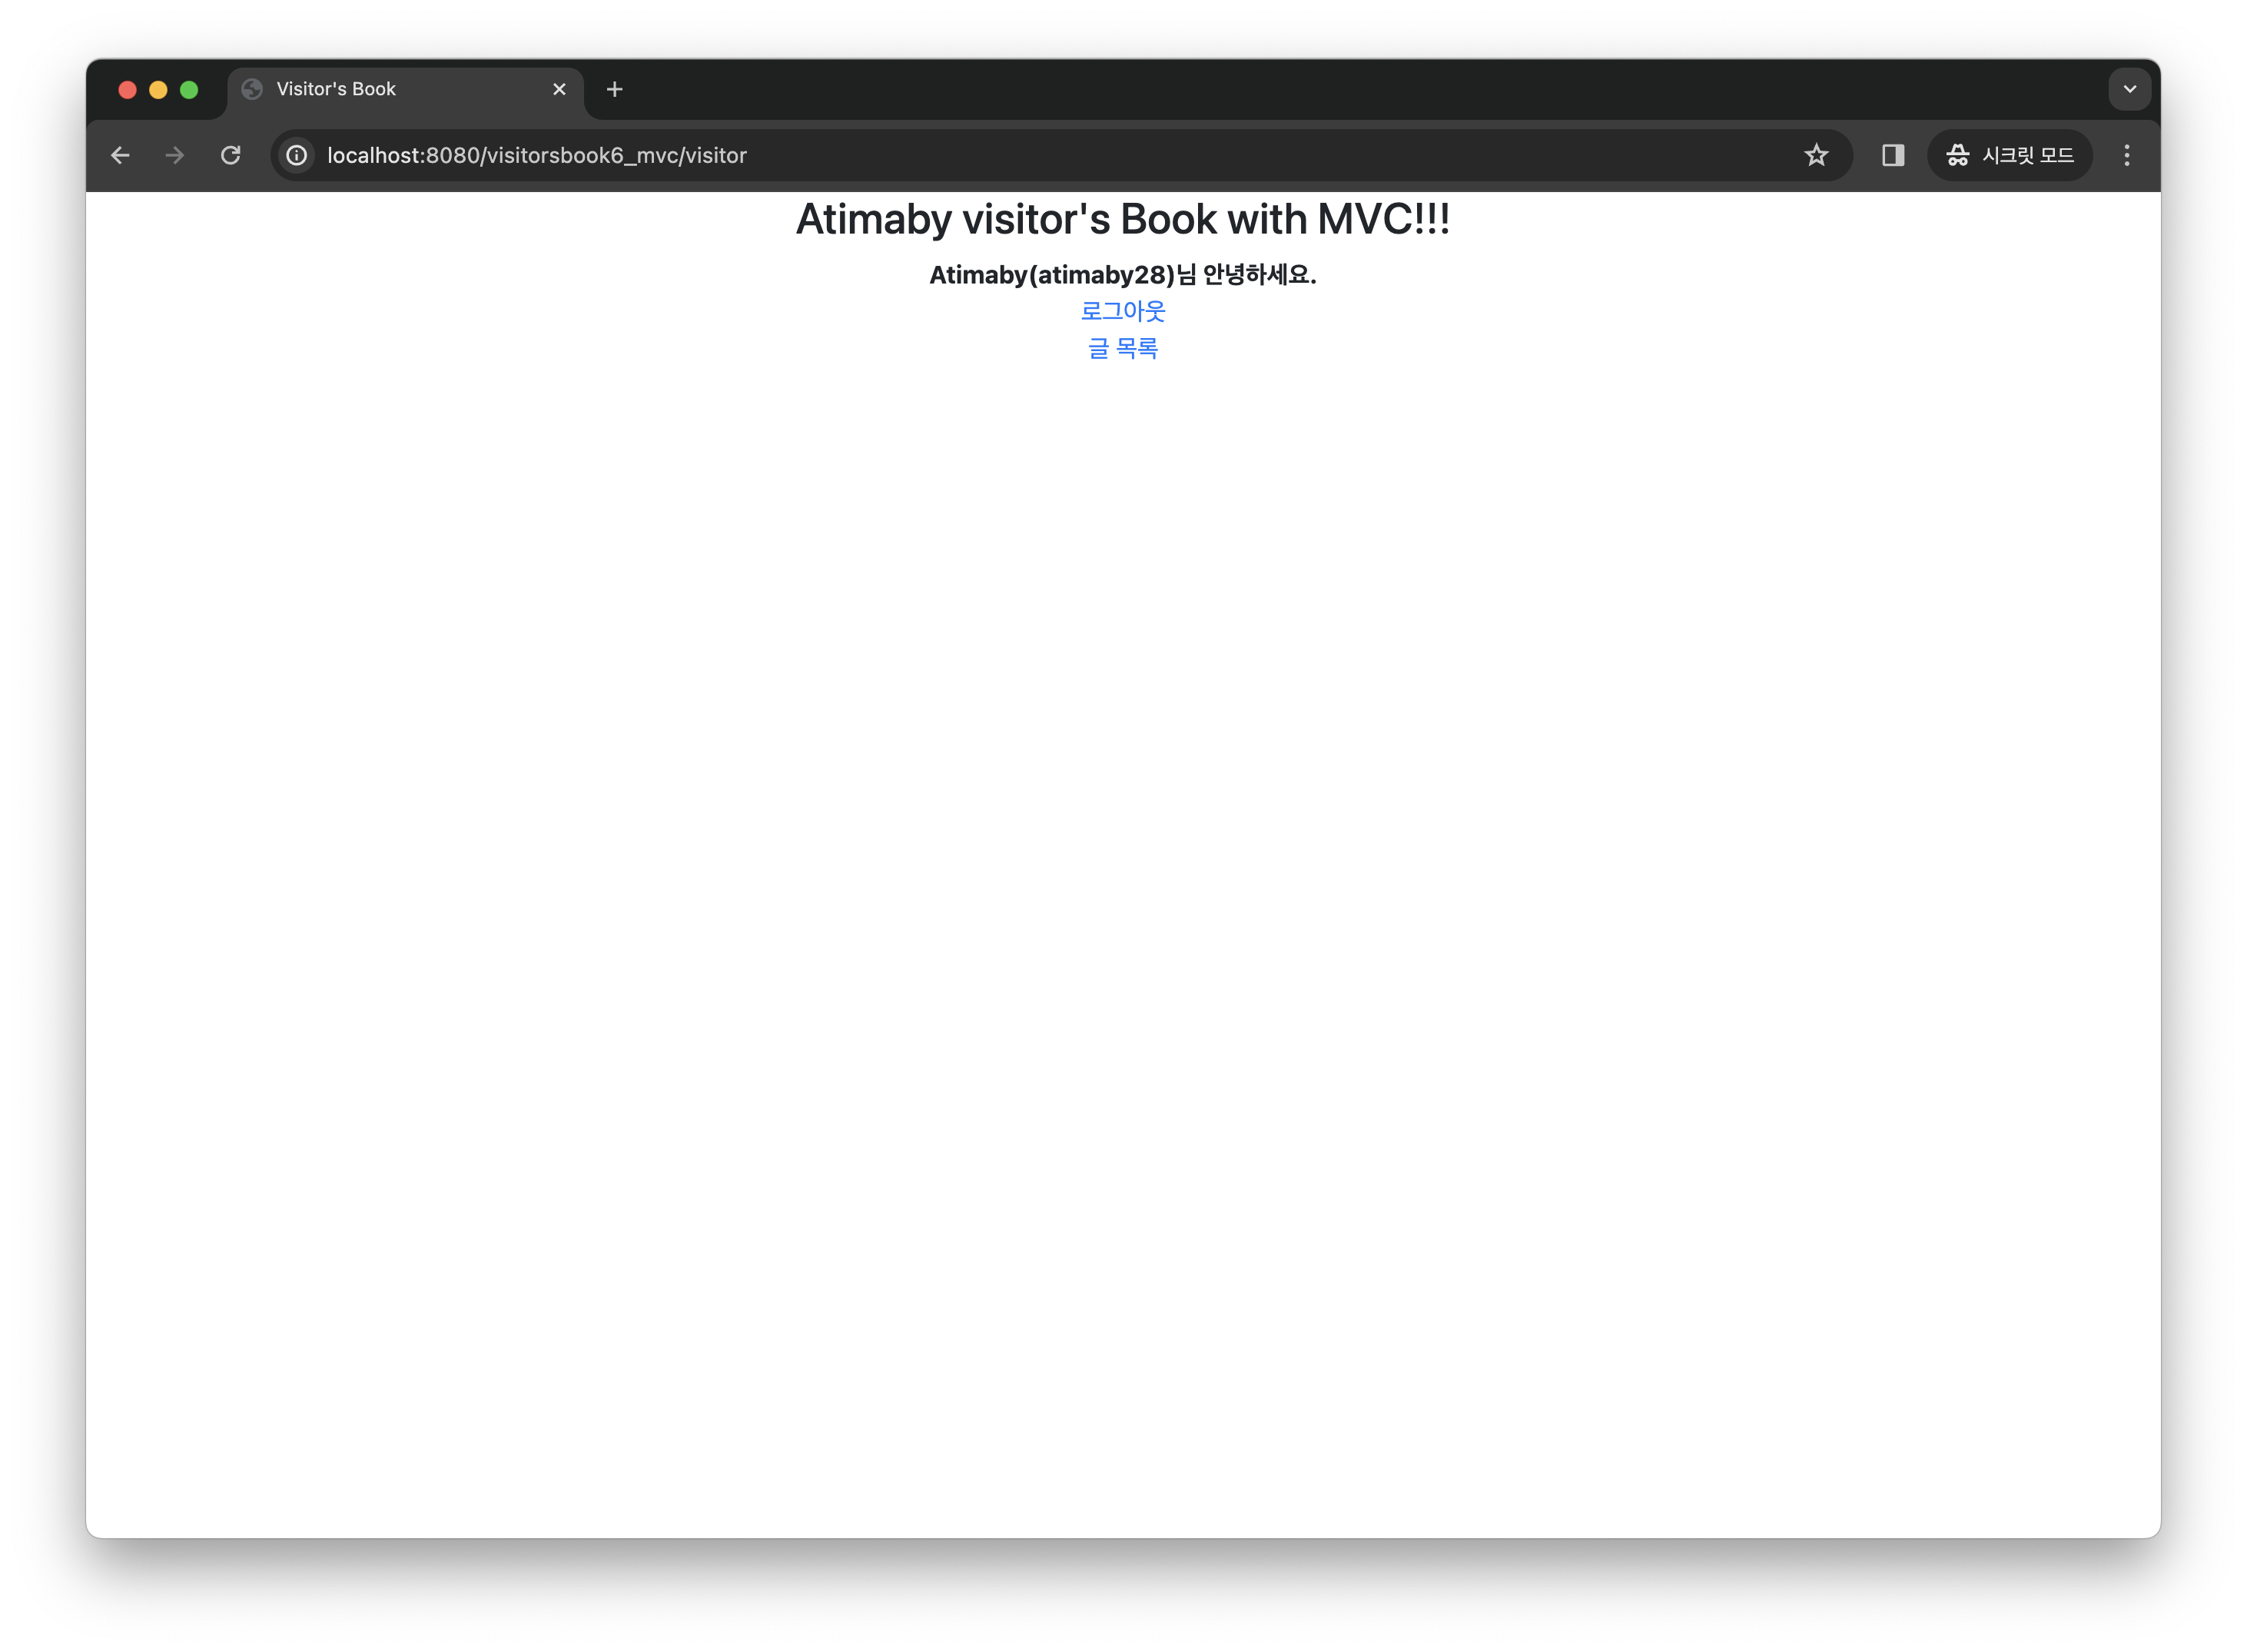 Visitor's Book
localhost:8080/visitorsbook6_mvc/visitor
시크릿 모드
Atimaby visitor's Book with MVC!!!
Atimaby(atimaby28)님 안녕하세요.
로그아웃
글 목록